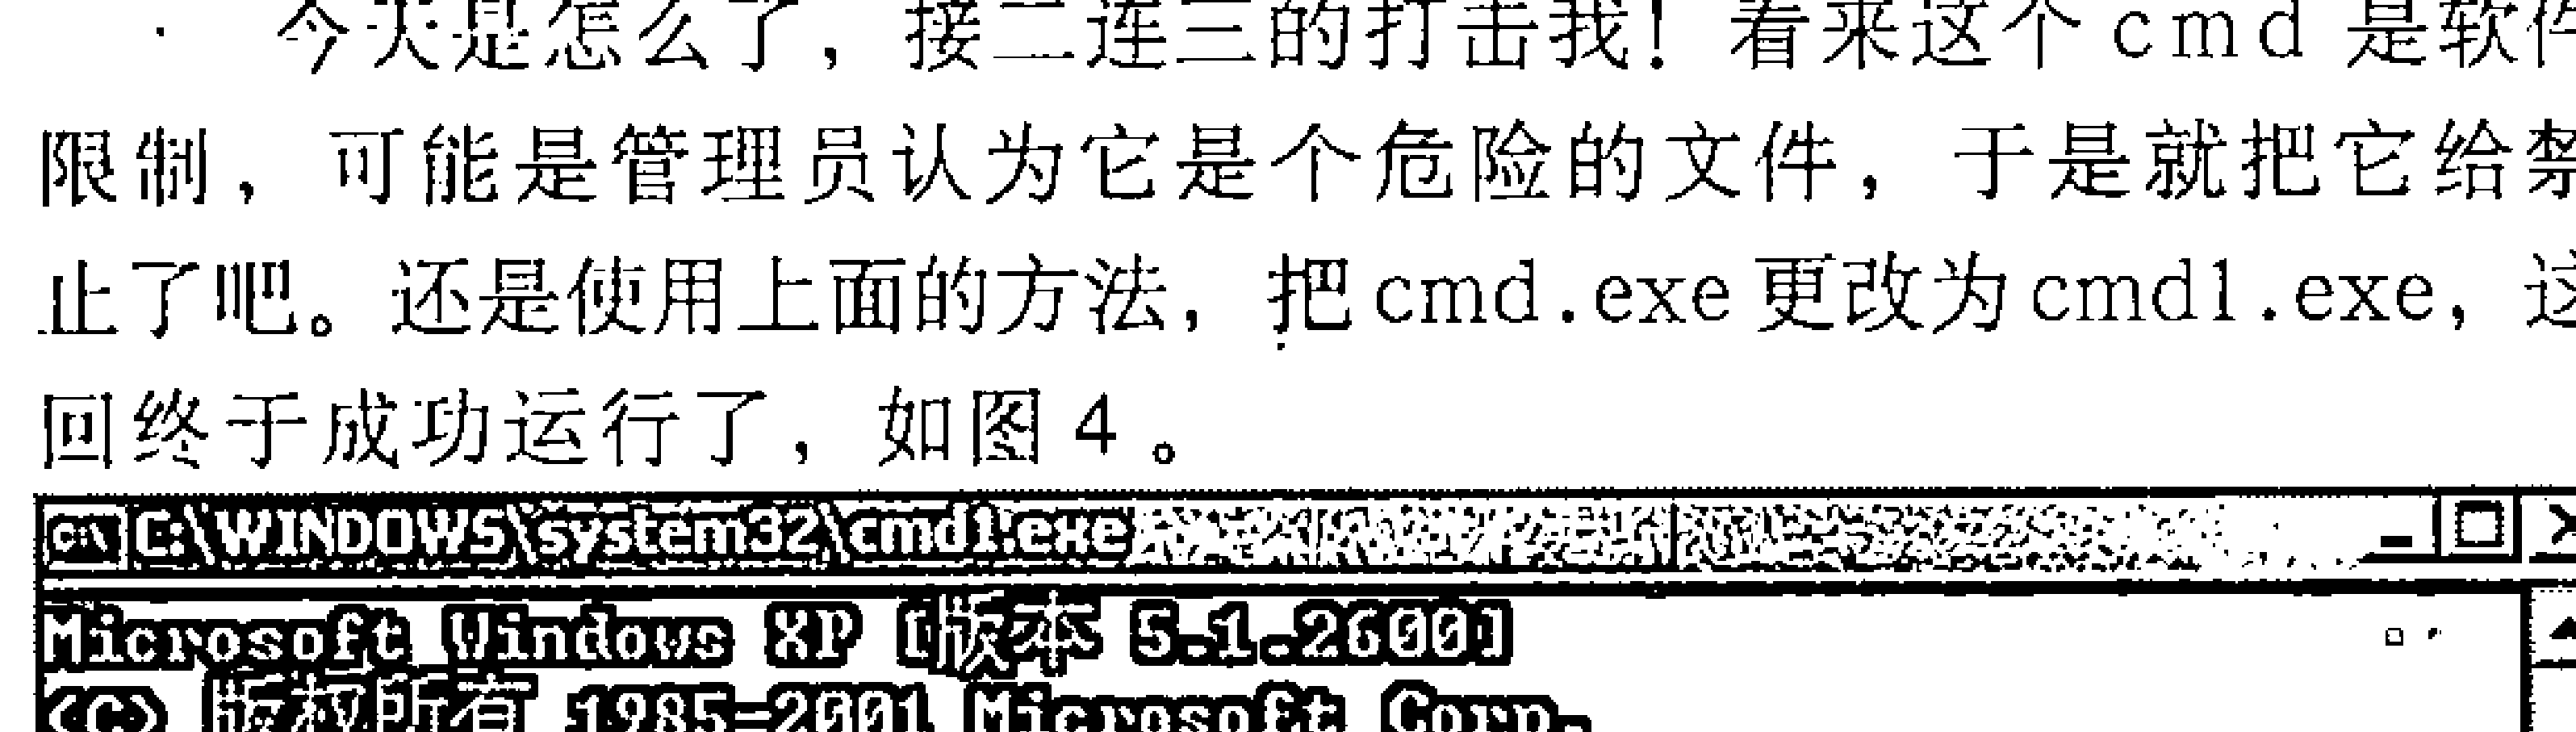 今天是怎么了，接二连三的打击我！看来这个cmd 是软件
限制，可能是管理员认为它是个危险的文件，于是就把它给禁
止了吧。还是使用上面的方法，把cmd.exe更改为cmd1.exe，这
回终于成功运行了，如图4。
C:\WINDOWS\system32\cmd1.exe
Microsoft Windows XP [版本 5.1.2600]
(C) 版权所有 1985-2001 Microsoft Corp.